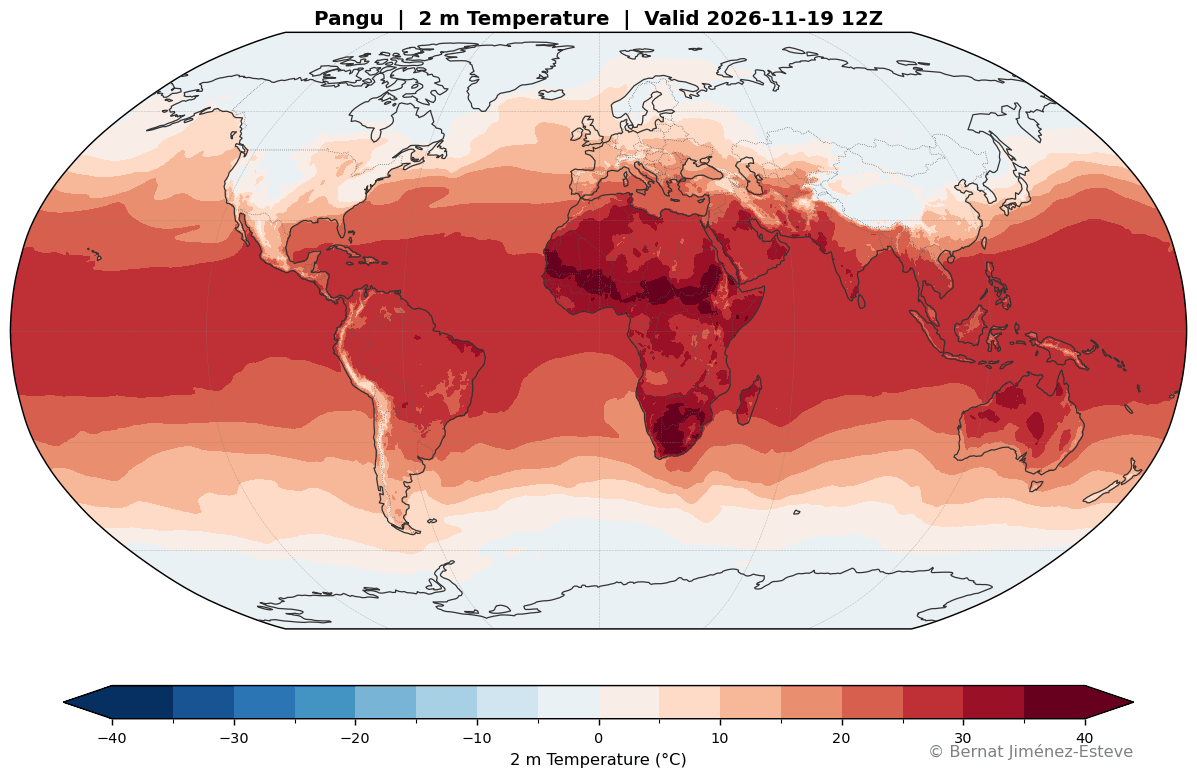 Pangu | 2 m Temperature | Valid 2026-11-19 12Z
−40 −30 −20 −10 0 10 20 30 40
2 m Temperature (°C)
© Bernat Jiménez-Esteve